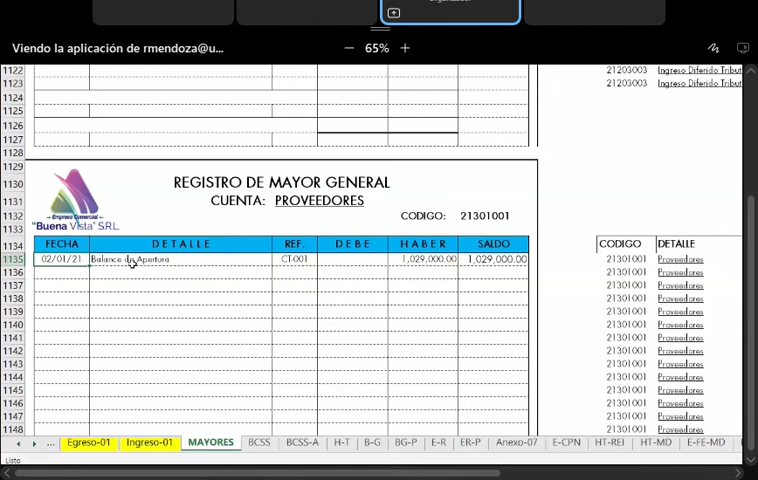 Organizador
Viendo la aplicación de rmendoza@u...
65%
1122 21203003 Ingreso Diferido Tribut
1123 21203003 Ingreso Diferido Tribut
1124
1125
1126
1127
1128
1129
1130 REGISTRO DE MAYOR GENERAL
1131 CUENTA: PROVEEDORES
1132 Empresa Comercial CODIGO: 21301001
1133 "Buena Vista" S.R.L.
1134 FECHA DETALLE REF. DEBE HABER SALDO CODIGO DETALLE
1135 02/01/21 Balance de Apertura CT-001 1,029,000.00 1,029,000.00 21301001 Proveedores
1136 21301001 Proveedores
1137 21301001 Proveedores
1138 21301001 Proveedores
1139 21301001 Proveedores
1140 21301001 Proveedores
1141 21301001 Proveedores
1142 21301001 Proveedores
1143 21301001 Proveedores
1144 21301001 Proveedores
1145 21301001 Proveedores
1146 21301001 Proveedores
1147 21301001 Proveedores
1148 21301001 Proveedores
... Egreso-01 Ingreso-01 MAYORES BCSS BCSS-A H-T B-G BG-P E-R ER-P Anexo-07 E-CPN HT-REI HT-MD E-FE-MD
Listo